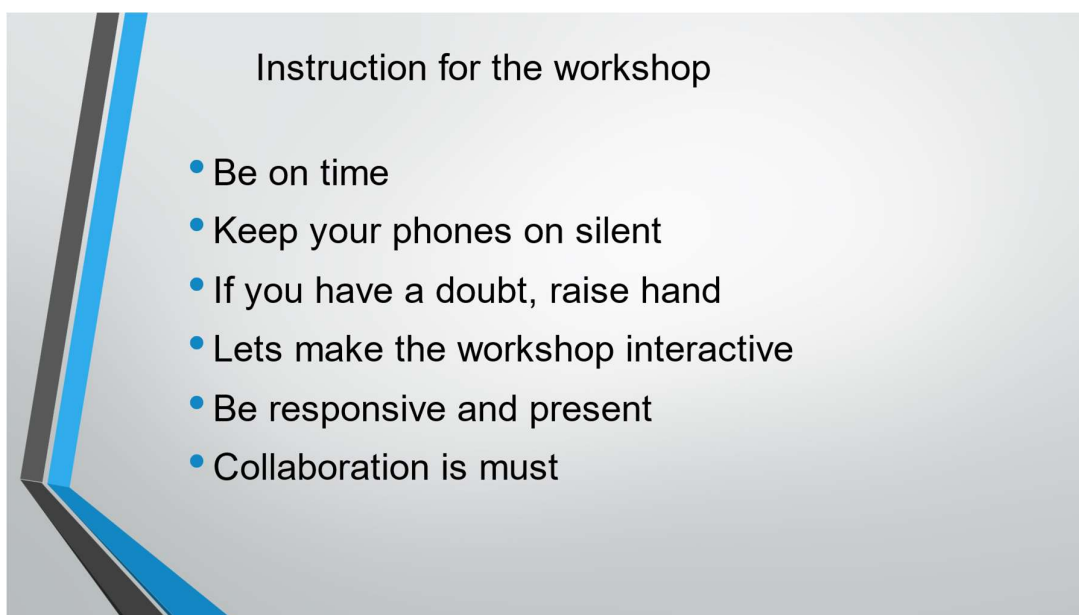 Instruction for the workshop
Be on time
Keep your phones on silent
If you have a doubt, raise hand
Lets make the workshop interactive
Be responsive and present
Collaboration is must